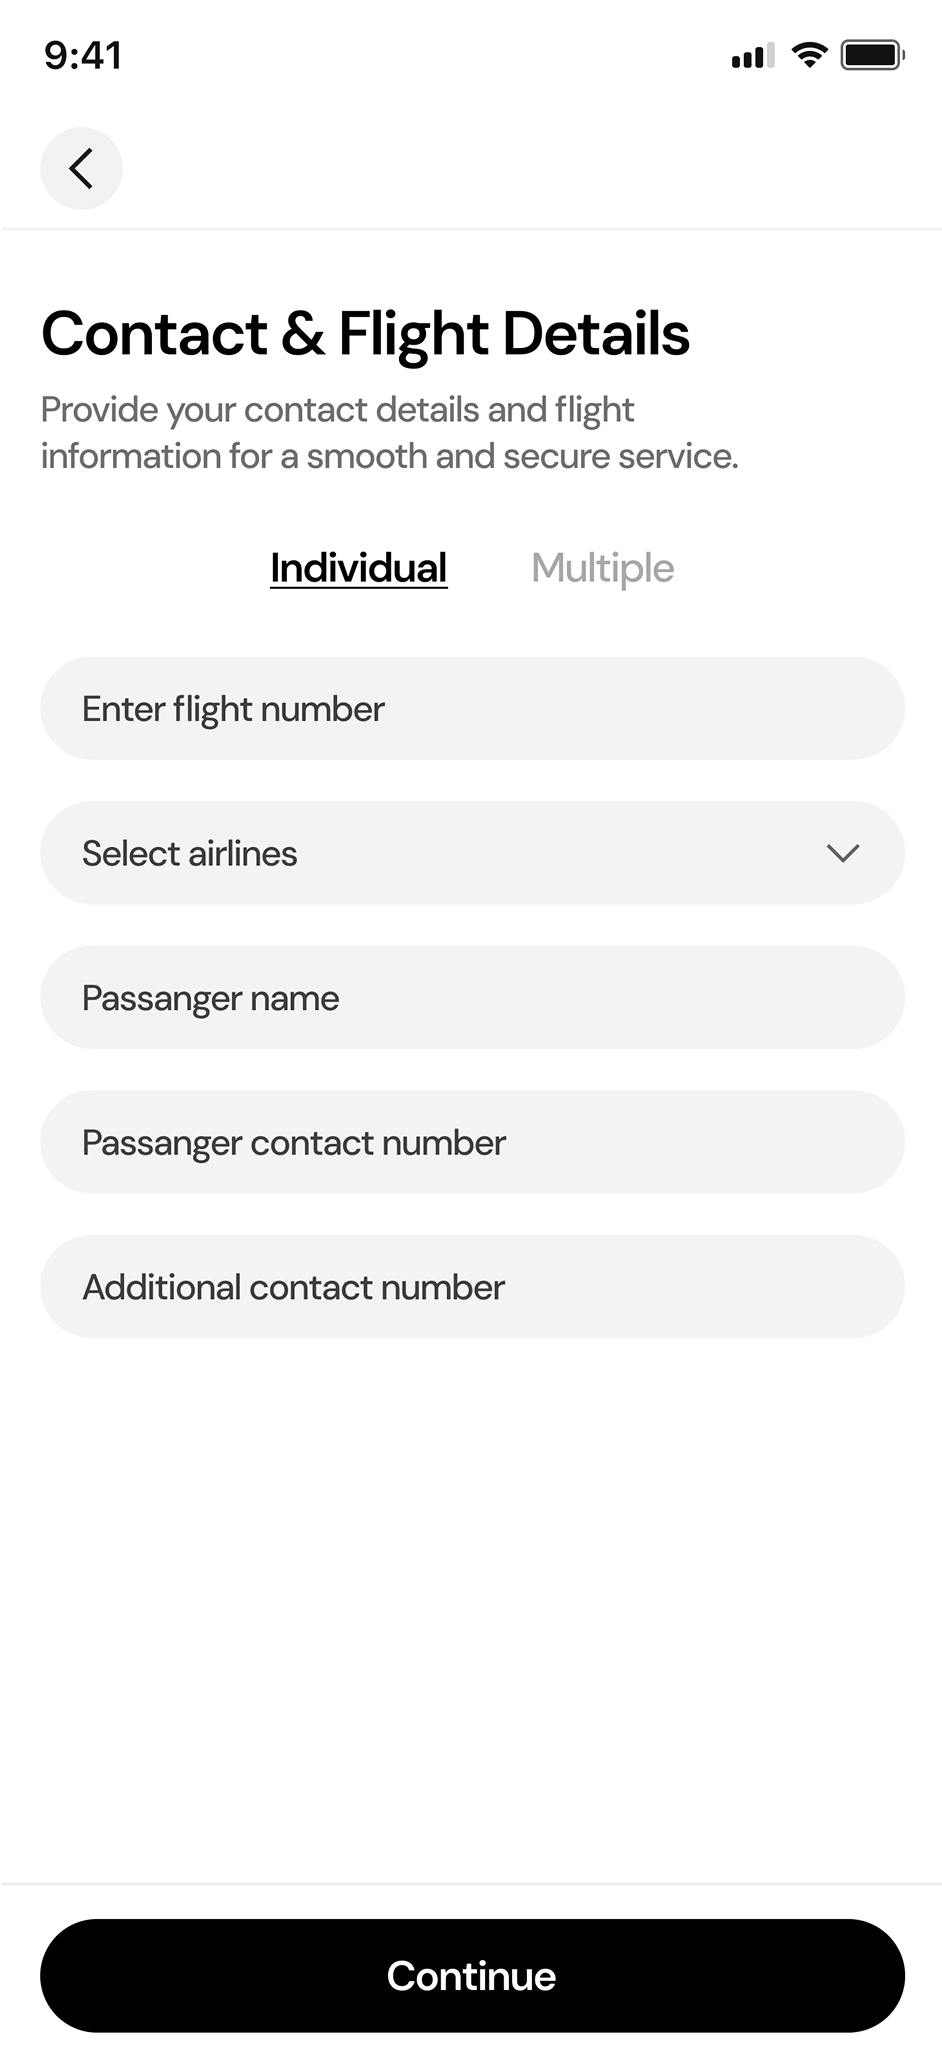 9:41
Contact & Flight Details
Provide your contact details and flight
information for a smooth and secure service.
Individual
Multiple
Enter flight number
Select airlines
Passanger name
Passanger contact number
Additional contact number
Continue